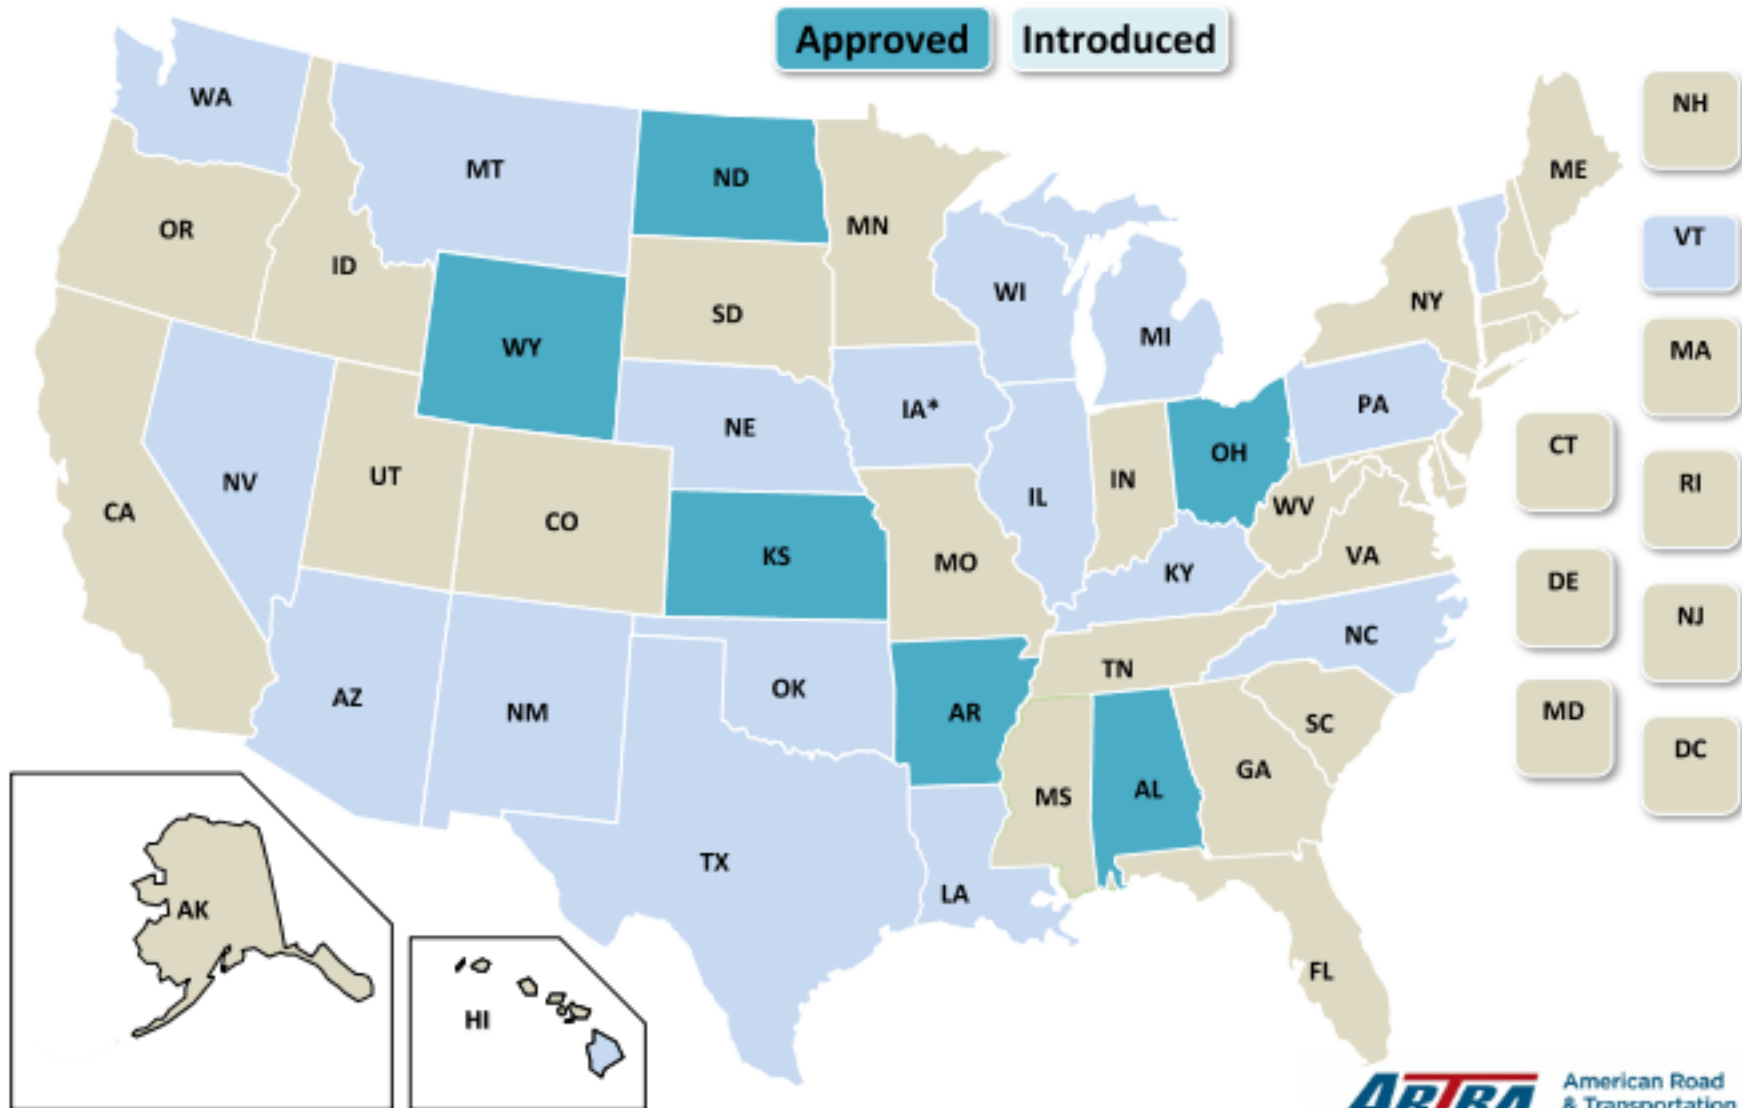 Approved Introduced
WA
MT
ND
MN
ME
NH
OR
ID
SD
WI
MI
NY
VT
WY
MA
NE
IA*
PA
CT
NV
UT
CO
IL
IN
OH
WV
RI
CA
KS
MO
KY
VA
DE
NC
NJ
AZ
NM
OK
AR
TN
SC
MD
MS
AL
GA
DC
TX
LA
AK
FL
HI
ARTBA
American Road
& Transportation